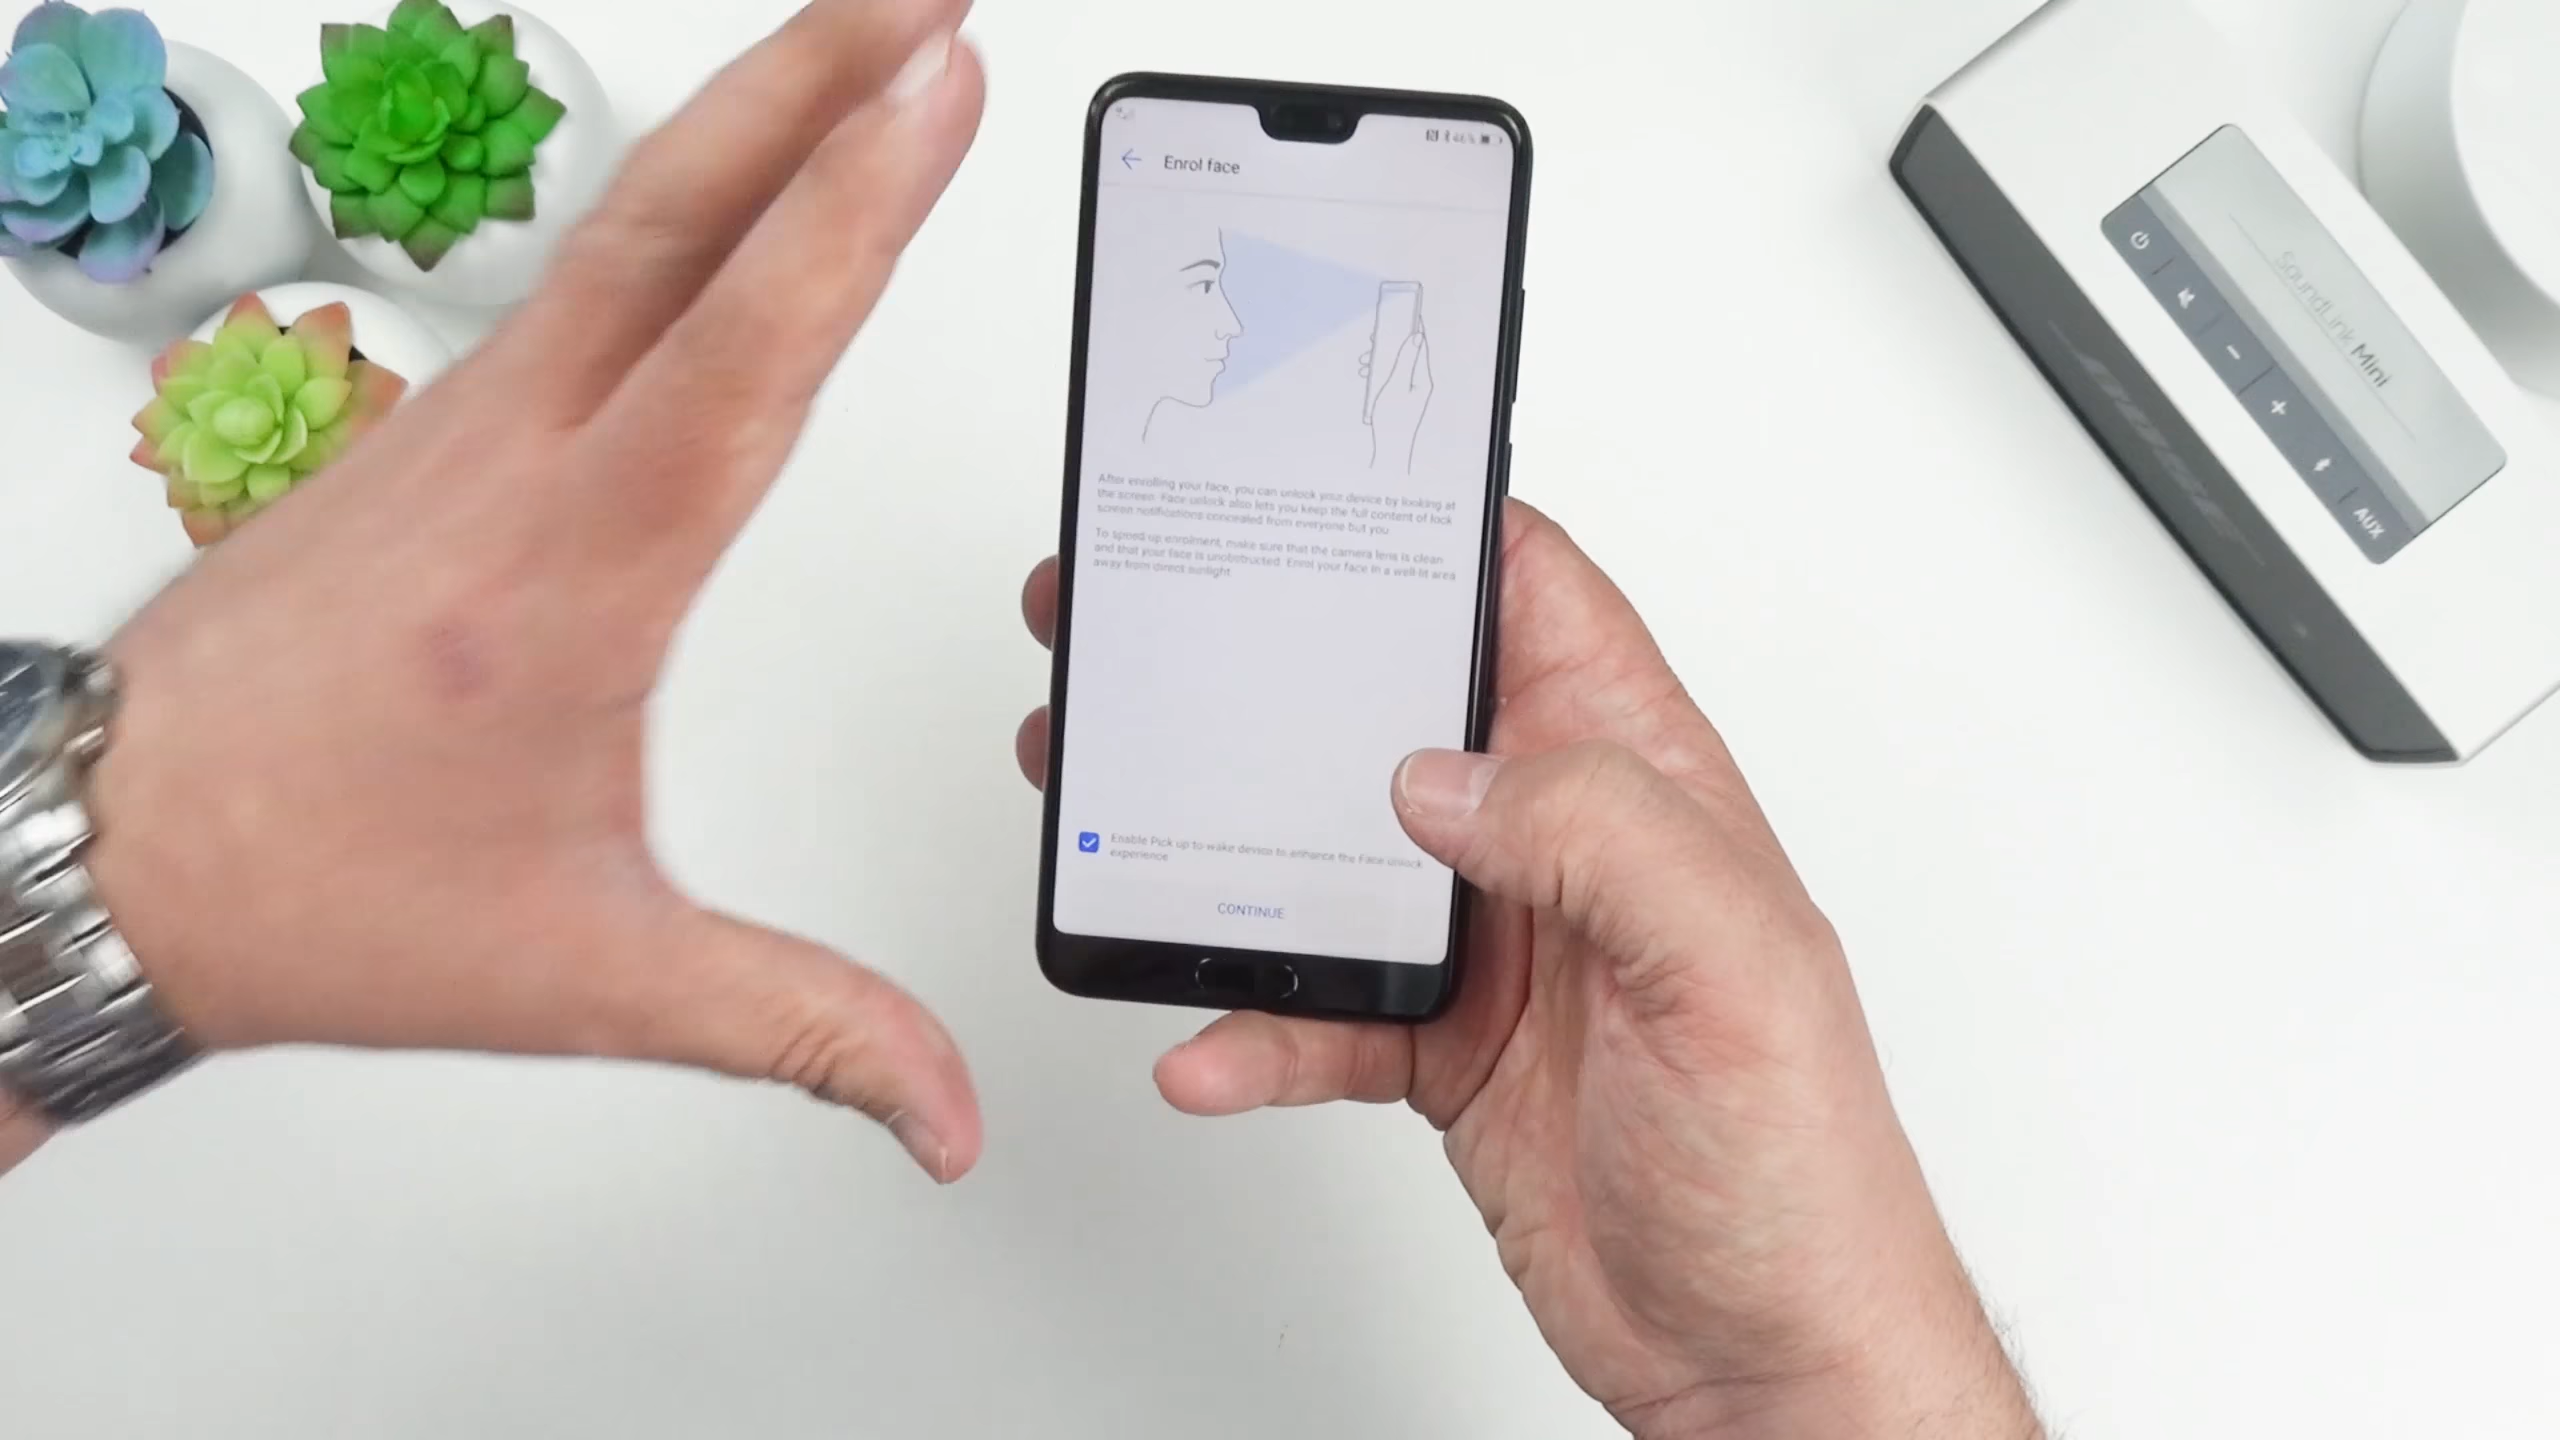 46%
Enrol face
After enrolling your face, you can unlock your device by looking at
the screen. Face unlock also lets you keep the full content of lock
screen notifications concealed from everyone but you.
To speed up enrolment, make sure that the camera lens is clean
and that your face is unobstructed. Enrol your face in a well-lit area
away from direct sunlight.
Enable Pick up to wake device to enhance the Face unlock
experience
CONTINUE
SoundLink Mini
AUX
BOSE